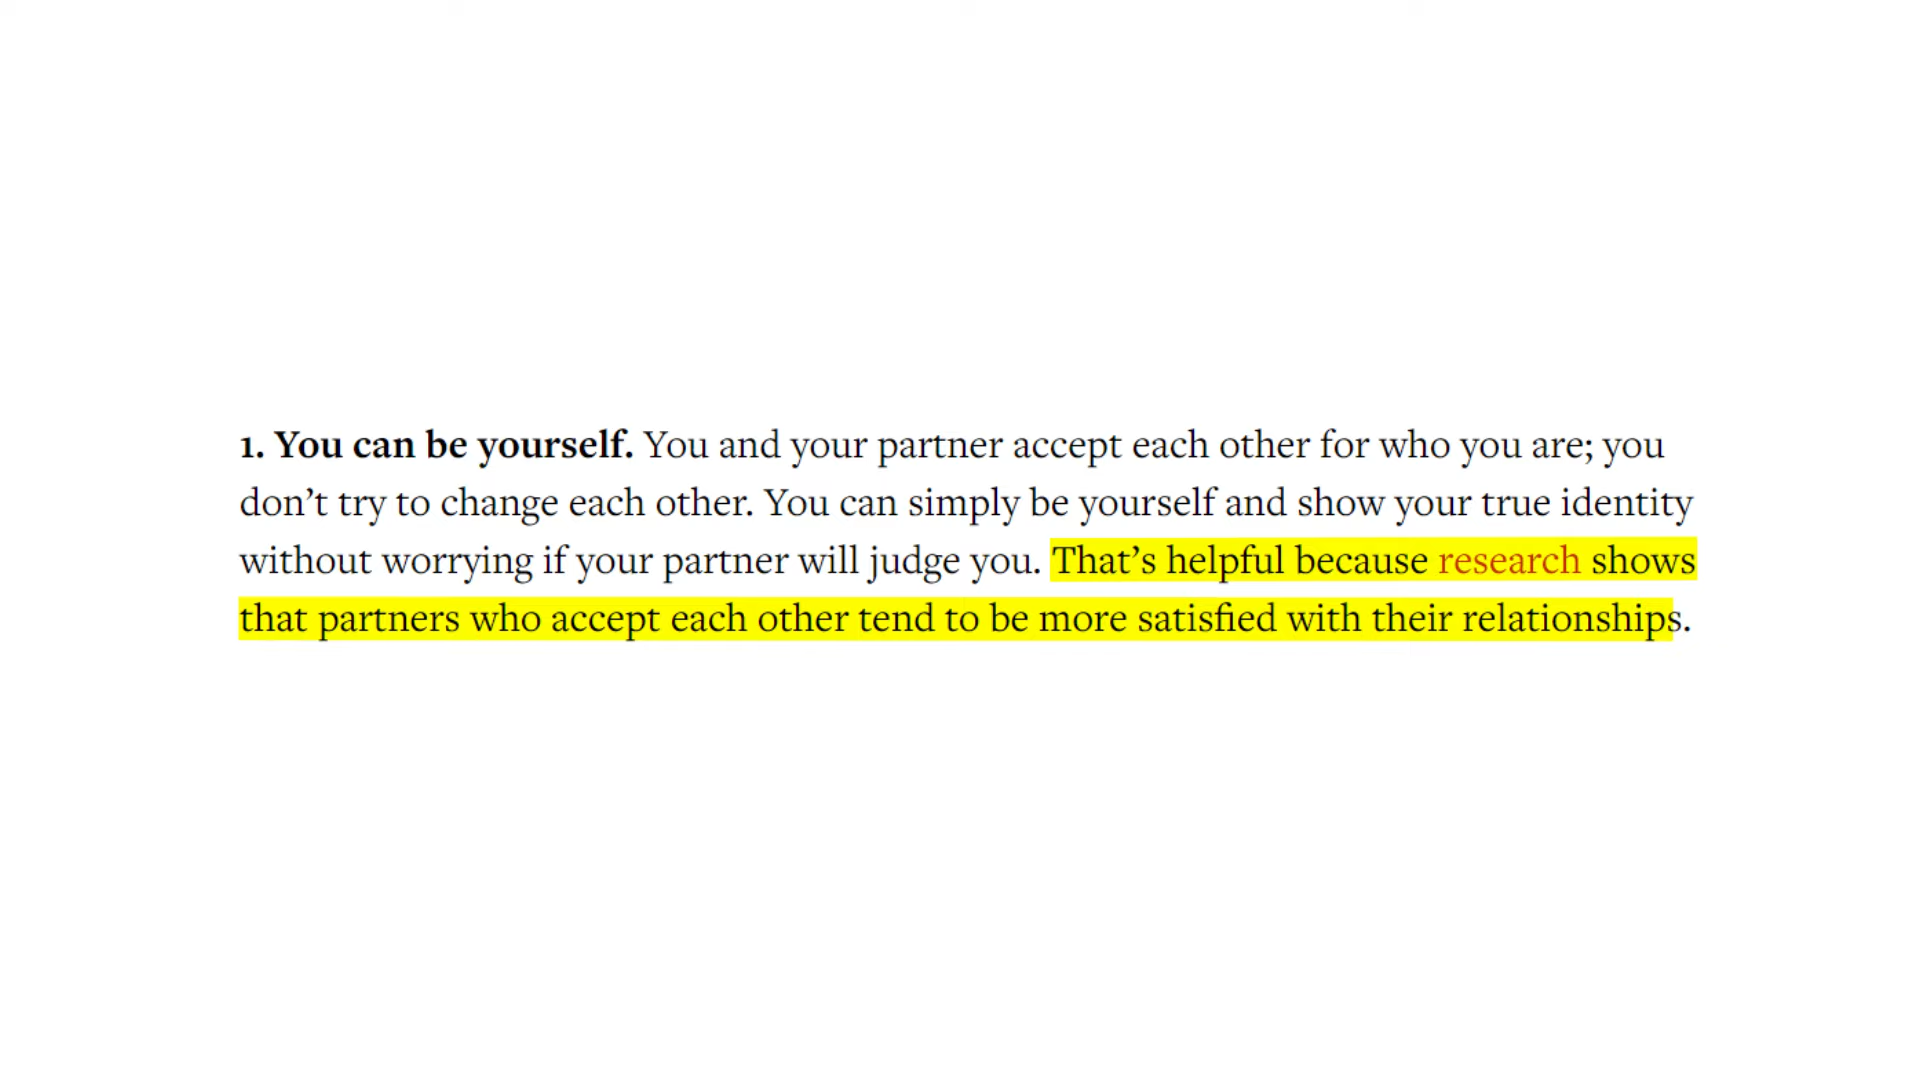 1. You can be yourself. You and your partner accept each other for who you are; you
don’t try to change each other. You can simply be yourself and show your true identity
without worrying if your partner will judge you. That’s helpful because research shows
that partners who accept each other tend to be more satisfied with their relationships.